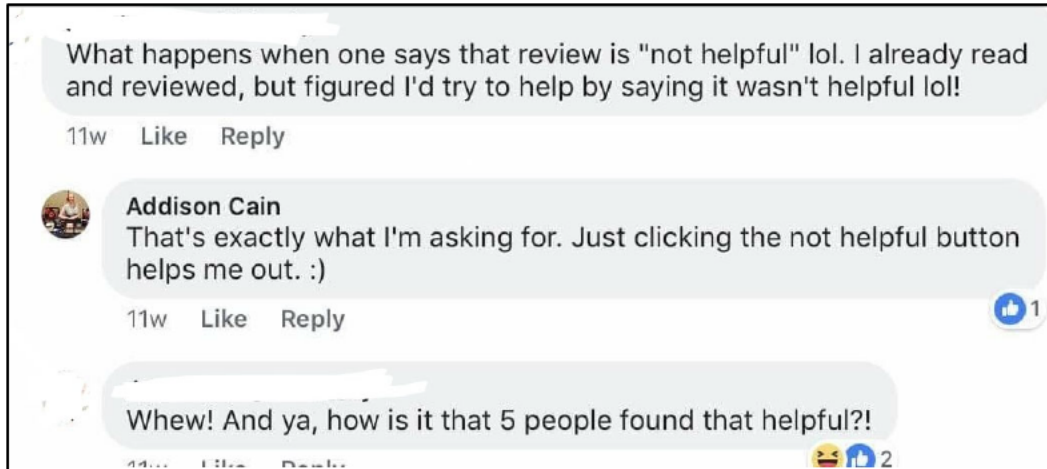 What happens when one says that review is "not helpful" lol. I already read
and reviewed, but figured I'd try to help by saying it wasn't helpful lol!
11w Like Reply
Addison Cain
That's exactly what I'm asking for. Just clicking the not helpful button
helps me out. :)
11w Like Reply
1
Whew! And ya, how is it that 5 people found that helpful?!
2